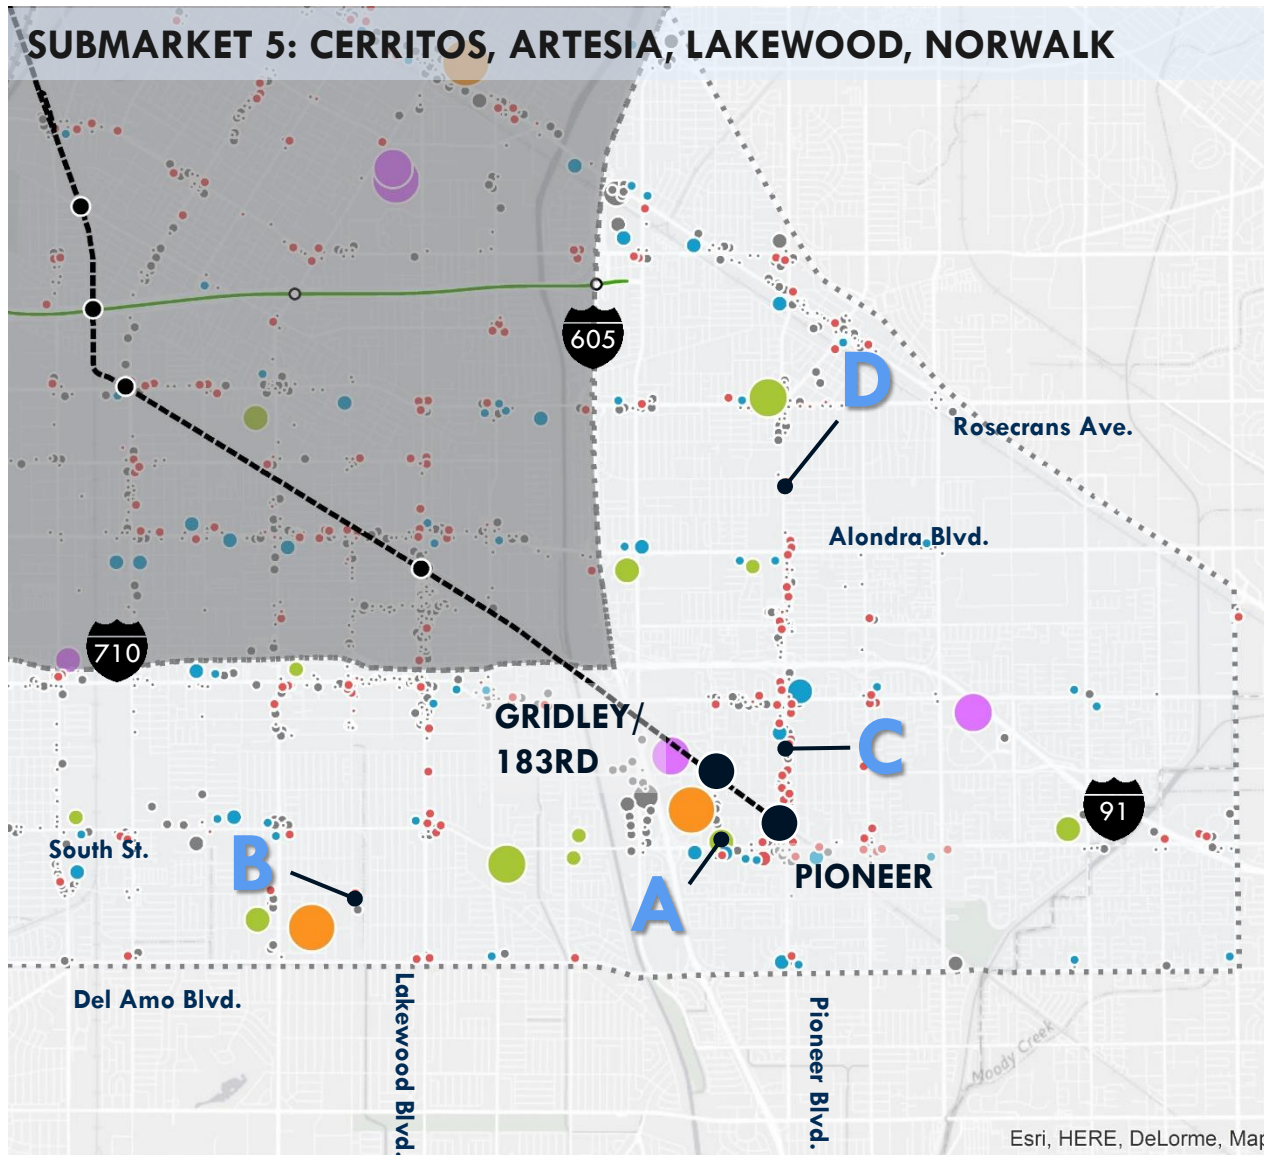 SUBMARKET 5: CERRITOS, ARTESIA, LAKEWOOD, NORWALK
605
D
Rosecrans Ave.
Alondra Blvd.
710
GRIDLEY/
183RD
C
91
South St.
B
A
PIONEER
Del Amo Blvd.
Lakewood Blvd.
Pioneer Blvd.
Moody Creek
Esri, HERE, DeLorme, Map